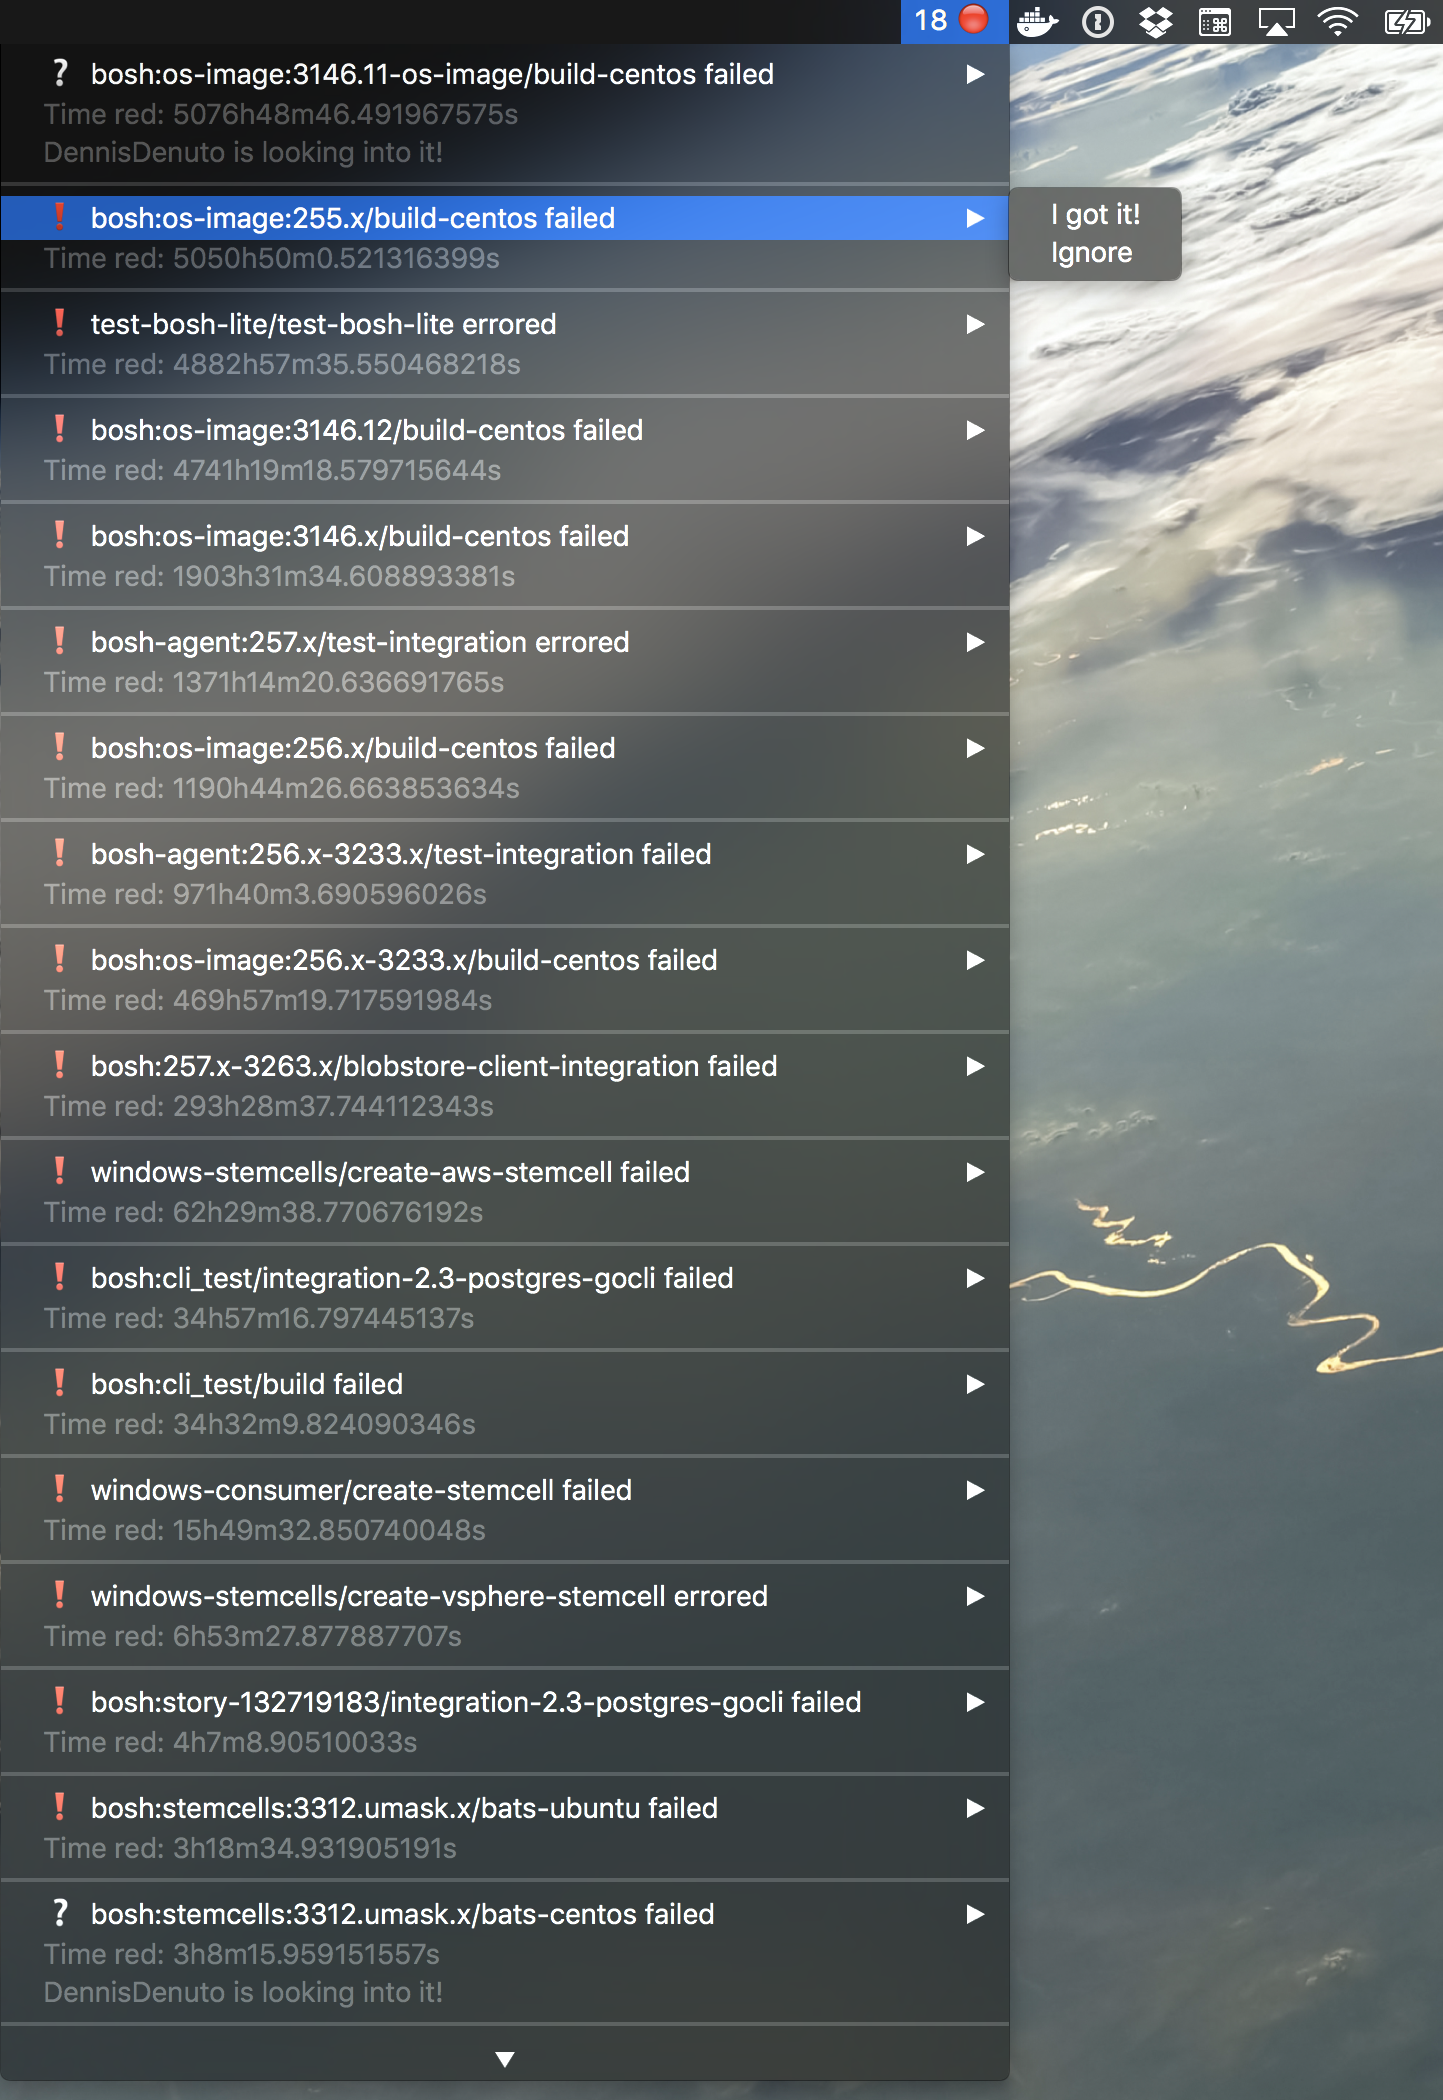 18
? bosh:os-image:3146.11-os-image/build-centos failed
Time red: 5076h48m46.491967575s
DennisDenuto is looking into it!
! bosh:os-image:255.x/build-centos failed
I got it!
Ignore
Time red: 5050h50m0.521316399s
! test-bosh-lite/test-bosh-lite errored
Time red: 4882h57m35.550468218s
! bosh:os-image:3146.12/build-centos failed
Time red: 4741h19m18.579715644s
! bosh:os-image:3146.x/build-centos failed
Time red: 1903h31m34.608893381s
! bosh-agent:257.x/test-integration errored
Time red: 1371h14m20.636691765s
! bosh:os-image:256.x/build-centos failed
Time red: 1190h44m26.663853634s
! bosh-agent:256.x-3233.x/test-integration failed
Time red: 971h40m3.690596026s
! bosh:os-image:256.x-3233.x/build-centos failed
Time red: 469h57m19.717591984s
! bosh:257.x-3263.x/blobstore-client-integration failed
Time red: 293h28m37.744112343s
! windows-stemcells/create-aws-stemcell failed
Time red: 62h29m38.770676192s
! bosh:cli_test/integration-2.3-postgres-gocli failed
Time red: 34h57m16.797445137s
! bosh:cli_test/build failed
Time red: 34h32m9.824090346s
! windows-consumer/create-stemcell failed
Time red: 15h49m32.850740048s
! windows-stemcells/create-vsphere-stemcell errored
Time red: 6h53m27.877887707s
! bosh:story-132719183/integration-2.3-postgres-gocli failed
Time red: 4h7m8.90510033s
! bosh:stemcells:3312.umask.x/bats-ubuntu failed
Time red: 3h18m34.931905191s
? bosh:stemcells:3312.umask.x/bats-centos failed
Time red: 3h8m15.959151557s
DennisDenuto is looking into it!